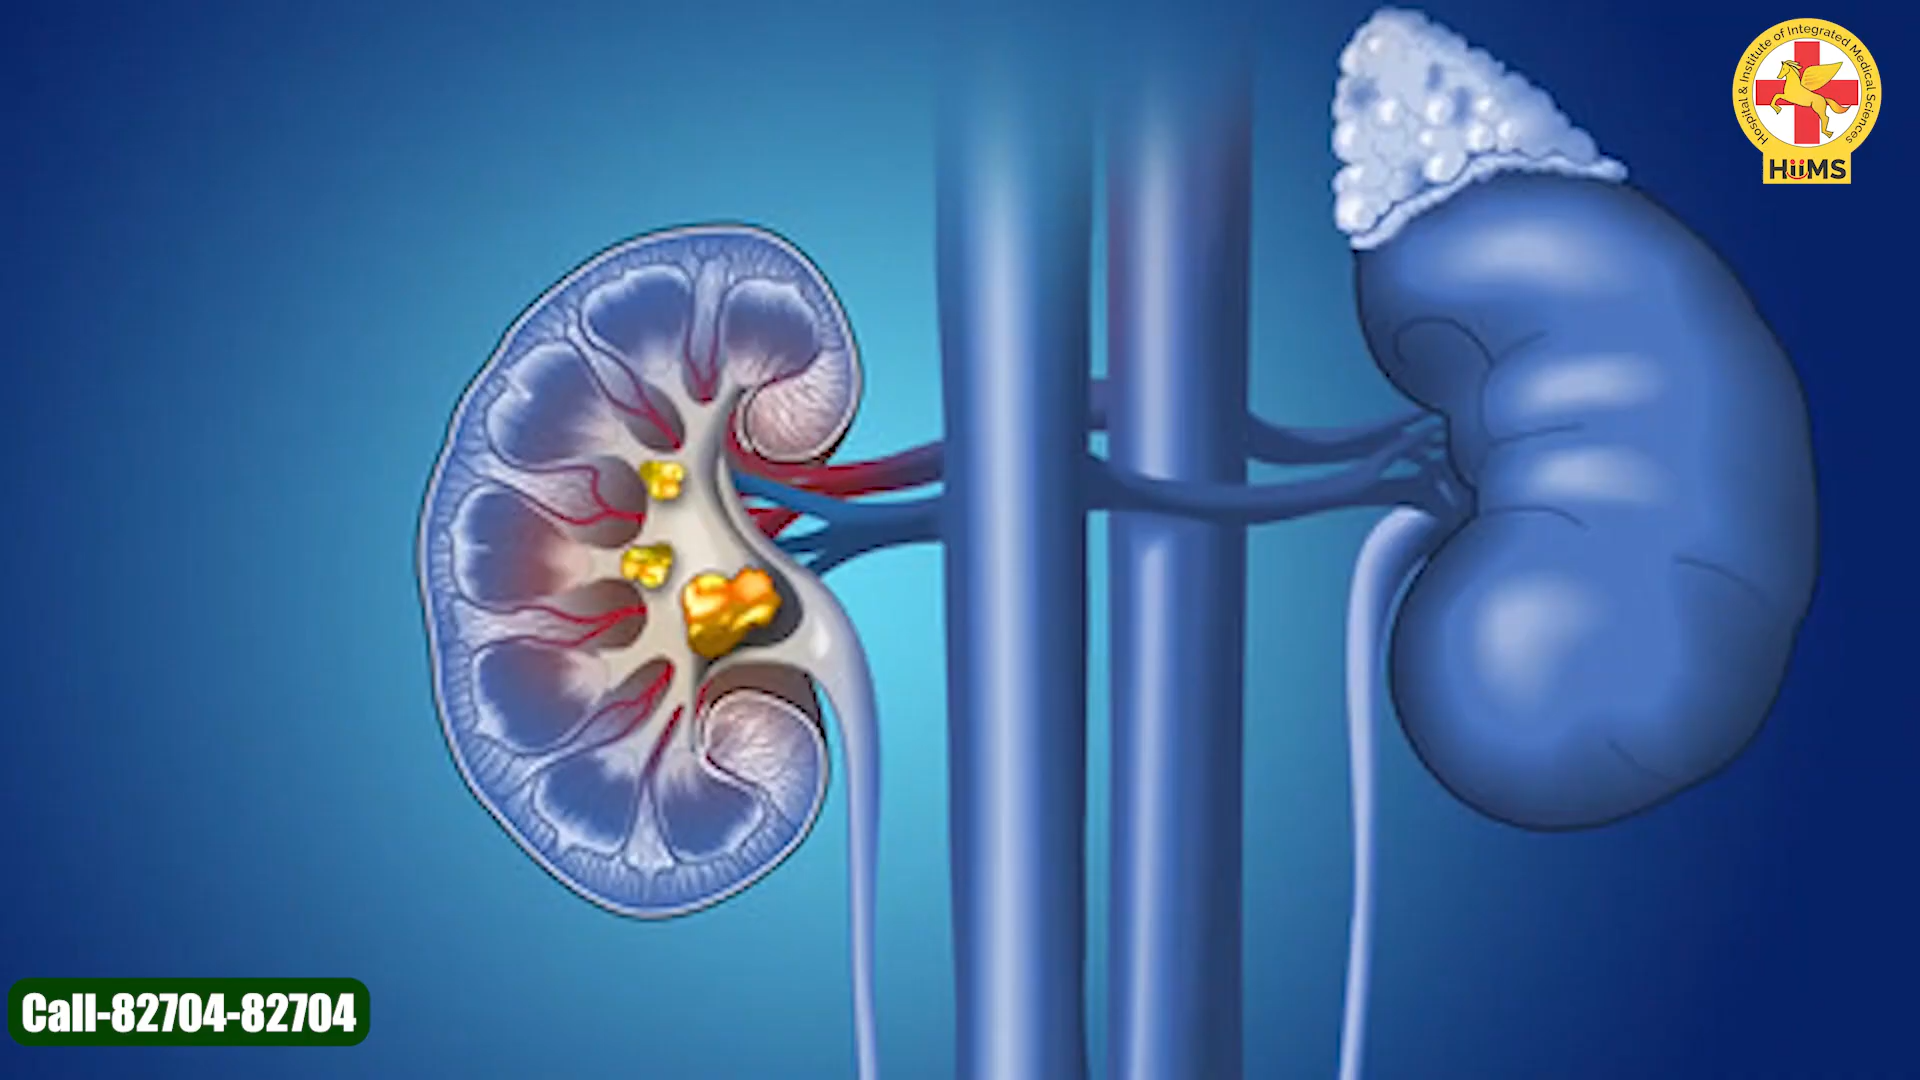 Hospital & Institute of Integrated Medical Sciences
HiiMS
Call-82704-82704